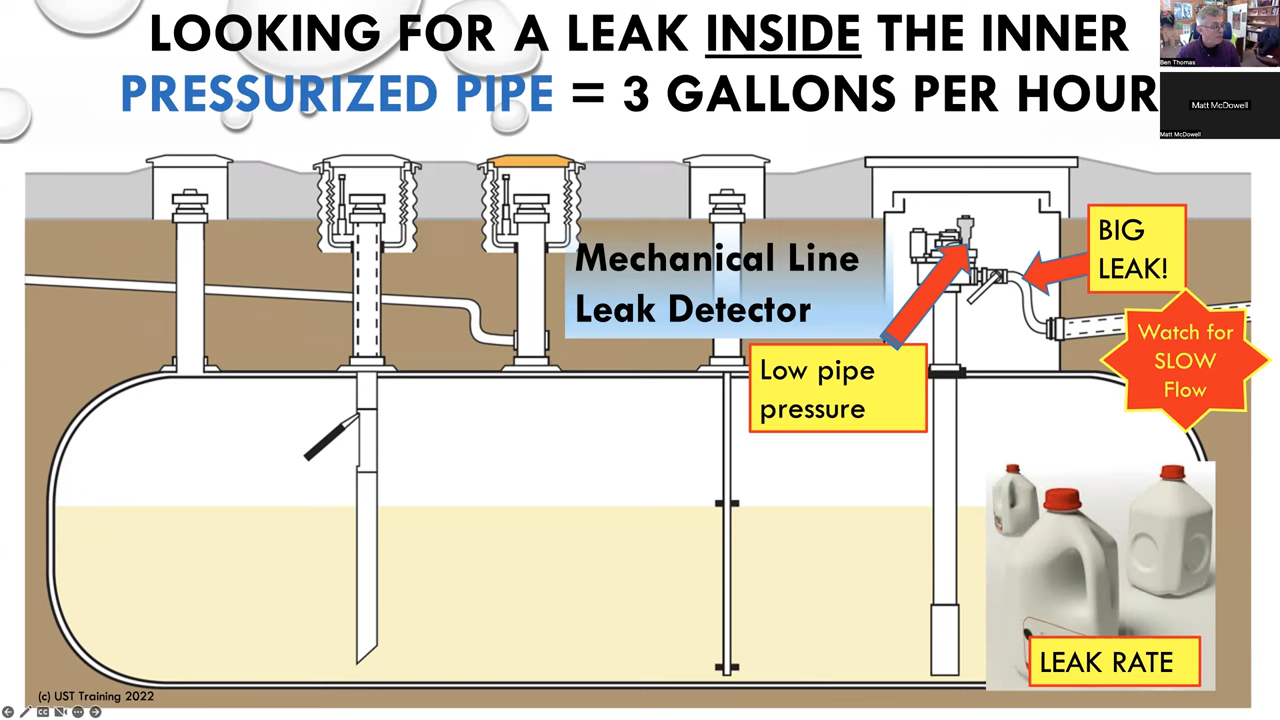 LOOKING FOR A LEAK INSIDE THE INNER
PRESSURIZED PIPE = 3 GALLONS PER HOUR
Ben Thomas
Matt McDowell
Matt McDowell
Mechanical Line
Leak Detector
BIG
LEAK!
Watch for
SLOW
Flow
Low pipe
pressure
LEAK RATE
(c) UST Training 2022